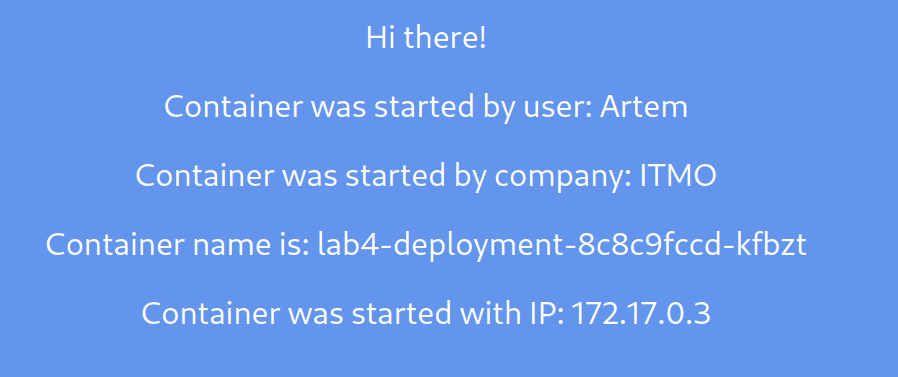 Hi there!
Container was started by user: Artem
Container was started by company: ITMO
Container name is: lab4-deployment-8c8c9fccd-kfbzt
Container was started with IP: 172.17.0.3